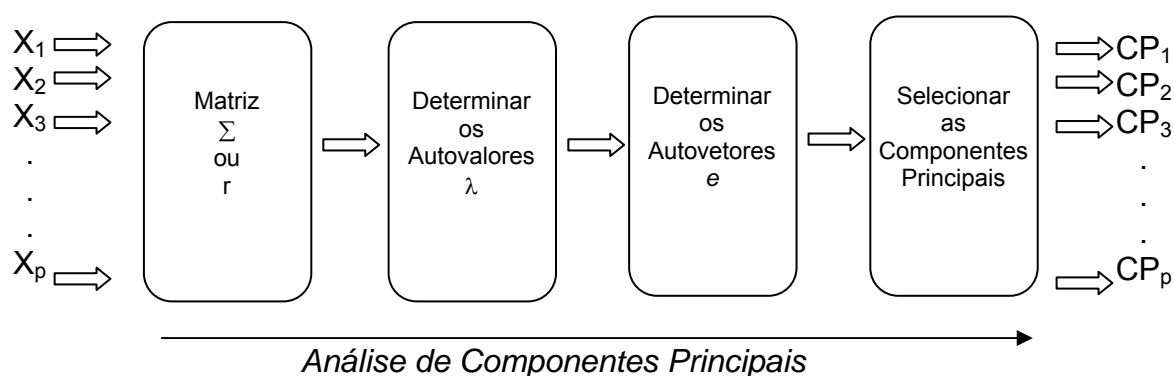 X₁
X₂
X₃
.
.
.
Xₚ
Matriz
Σ
ou
r
Determinar
os
Autovalores
λ
Determinar
os
Autovetores
e
Selecionar
as
Componentes
Principais
CP₁
CP₂
CP₃
.
.
.
CPₚ
Análise de Componentes Principais